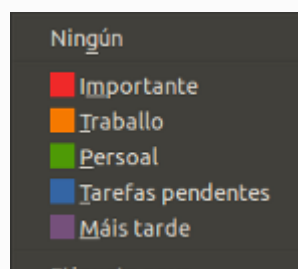 Ningún
Importante
Traballo
Persoal
Tarefas pendentes
Máis tarde